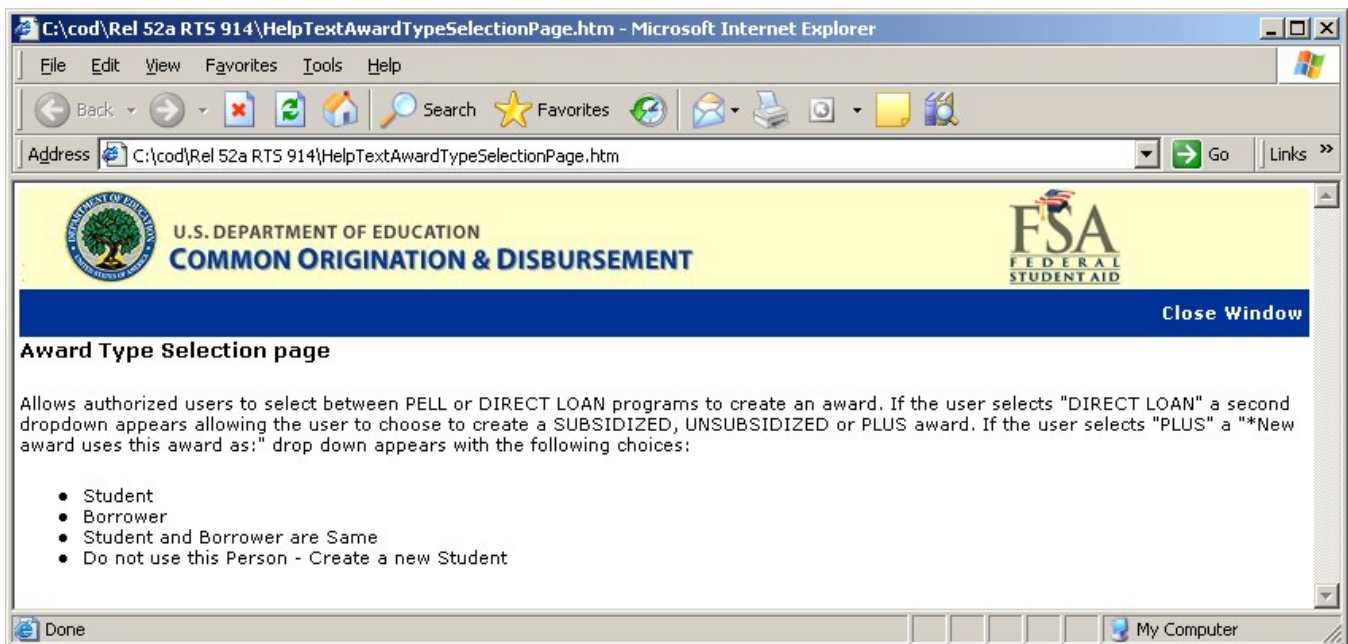 C:\cod\Rel 52a RTS 914\HelpTextAwardTypeSelectionPage.htm - Microsoft Internet Explorer
File Edit View Favorites Tools Help
Back Search Favorites
Address C:\cod\Rel 52a RTS 914\HelpTextAwardTypeSelectionPage.htm Go Links »
U.S. DEPARTMENT OF EDUCATION
COMMON ORIGINATION & DISBURSEMENT
FSA
FEDERAL
STUDENT AID
Close Window
Award Type Selection page
Allows authorized users to select between PELL or DIRECT LOAN programs to create an award. If the user selects "DIRECT LOAN" a second
dropdown appears allowing the user to choose to create a SUBSIDIZED, UNSUBSIDIZED or PLUS award. If the user selects "PLUS" a "*New
award uses this award as:" drop down appears with the following choices:
• Student
• Borrower
• Student and Borrower are Same
• Do not use this Person - Create a new Student
Done My Computer